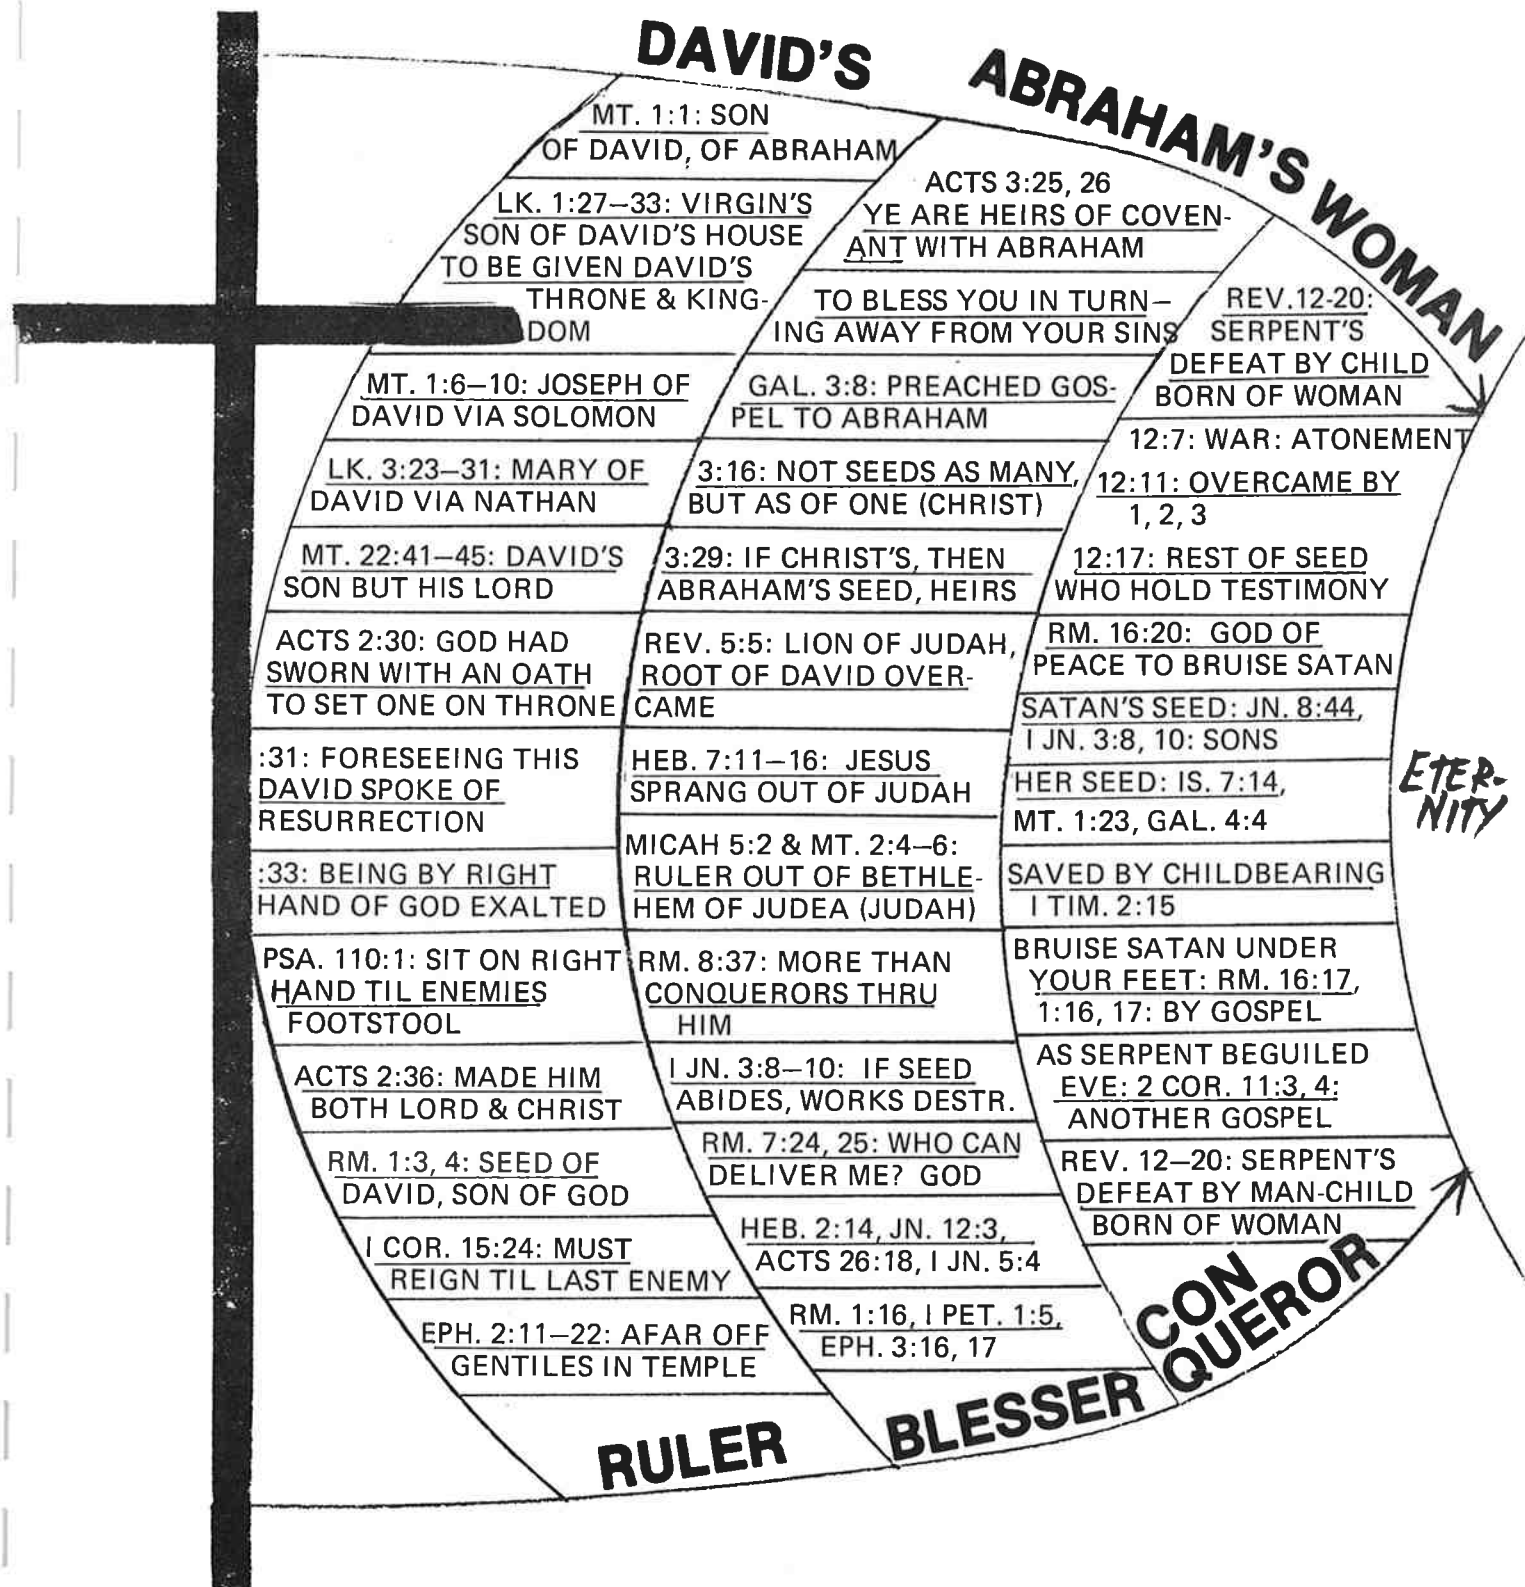 DAVID'S
MT. 1:1: SON
OF DAVID, OF ABRAHAM
LK. 1:27–33: VIRGIN'S
SON OF DAVID'S HOUSE
TO BE GIVEN DAVID'S
THRONE & KING-
DOM
MT. 1:6–10: JOSEPH OF
DAVID VIA SOLOMON
LK. 3:23–31: MARY OF
DAVID VIA NATHAN
MT. 22:41–45: DAVID'S
SON BUT HIS LORD
ACTS 2:30: GOD HAD
SWORN WITH AN OATH
TO SET ONE ON THRONE
:31: FORESEEING THIS
DAVID SPOKE OF
RESURRECTION
:33: BEING BY RIGHT
HAND OF GOD EXALTED
PSA. 110:1: SIT ON RIGHT
HAND TIL ENEMIES
FOOTSTOOL
ACTS 2:36: MADE HIM
BOTH LORD & CHRIST
RM. 1:3, 4: SEED OF
DAVID, SON OF GOD
I COR. 15:24: MUST
REIGN TIL LAST ENEMY
EPH. 2:11–22: AFAR OFF
GENTILES IN TEMPLE
RULER
ABRAHAM'S
ACTS 3:25, 26
YE ARE HEIRS OF COVEN-
ANT WITH ABRAHAM
TO BLESS YOU IN TURN–
ING AWAY FROM YOUR SINS
GAL. 3:8: PREACHED GOS-
PEL TO ABRAHAM
3:16: NOT SEEDS AS MANY,
BUT AS OF ONE (CHRIST)
3:29: IF CHRIST'S, THEN
ABRAHAM'S SEED, HEIRS
REV. 5:5: LION OF JUDAH,
ROOT OF DAVID OVER-
CAME
HEB. 7:11–16: JESUS
SPRANG OUT OF JUDAH
MICAH 5:2 & MT. 2:4–6:
RULER OUT OF BETHLE-
HEM OF JUDEA (JUDAH)
RM. 8:37: MORE THAN
CONQUERORS THRU
HIM
I JN. 3:8–10: IF SEED
ABIDES, WORKS DESTR.
RM. 7:24, 25: WHO CAN
DELIVER ME? GOD
HEB. 2:14, JN. 12:3,
ACTS 26:18, I JN. 5:4
RM. 1:16, I PET. 1:5,
EPH. 3:16, 17
BLESSER
WOMAN
REV.12-20:
SERPENT'S
DEFEAT BY CHILD
BORN OF WOMAN
12:7: WAR: ATONEMENT
12:11: OVERCAME BY
1, 2, 3
12:17: REST OF SEED
WHO HOLD TESTIMONY
RM. 16:20: GOD OF
PEACE TO BRUISE SATAN
SATAN'S SEED: JN. 8:44,
I JN. 3:8, 10: SONS
HER SEED: IS. 7:14,
MT. 1:23, GAL. 4:4
SAVED BY CHILDBEARING
I TIM. 2:15
BRUISE SATAN UNDER
YOUR FEET: RM. 16:17,
1:16, 17: BY GOSPEL
AS SERPENT BEGUILED
EVE: 2 COR. 11:3, 4:
ANOTHER GOSPEL
REV. 12–20: SERPENT'S
DEFEAT BY MAN-CHILD
BORN OF WOMAN
CON
QUEROR
ETER-
NITY